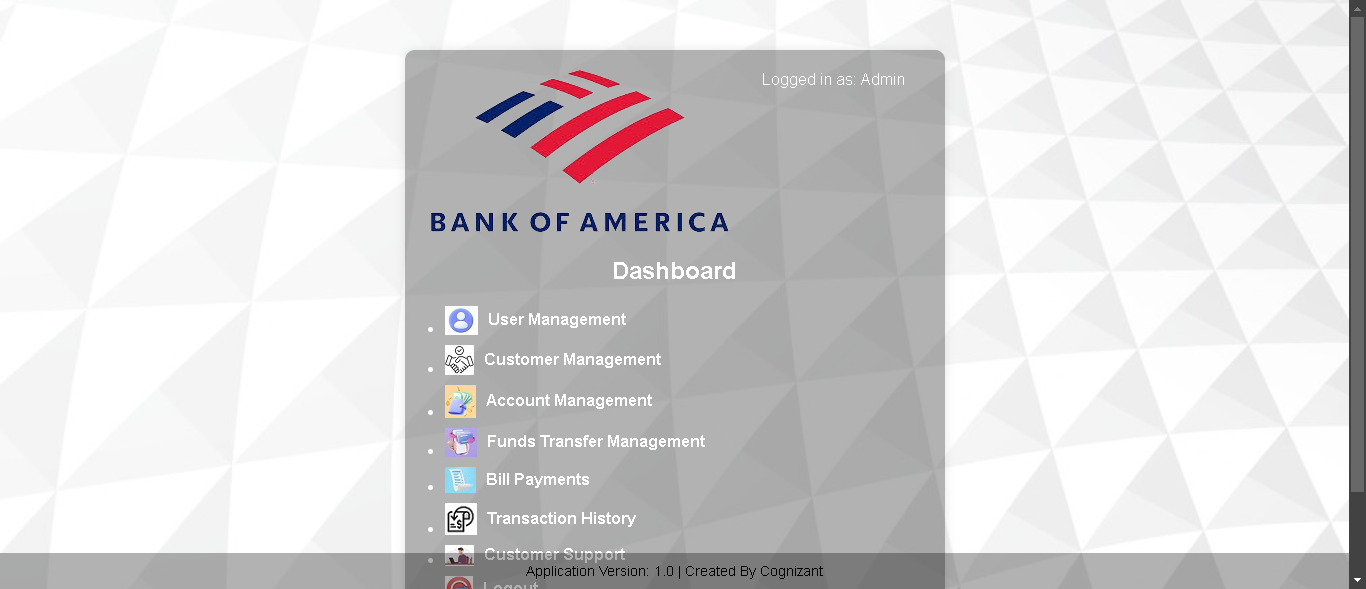 Logged in as: Admin
BANK OF AMERICA
Dashboard
User Management
Customer Management
Account Management
Funds Transfer Management
Bill Payments
Transaction History
Customer Support
Application Version: 1.0 | Created By Cognizant
Logout